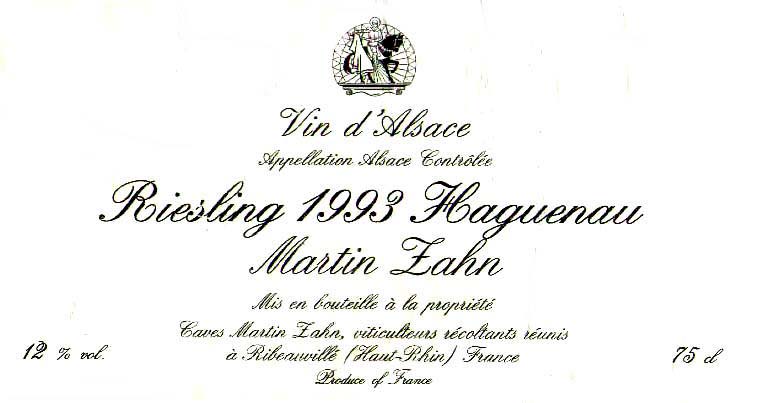 Vin d'Alsace
Appellation Alsace Contrôlée
Riesling 1993 Haguenau
Martin Zahn
Mis en bouteille à la propriété
Caves Martin Zahn, viticulteurs récoltants réunis
12 % vol. à Ribeauvillé (Haut-Rhin) France 75 cl
Produce of France